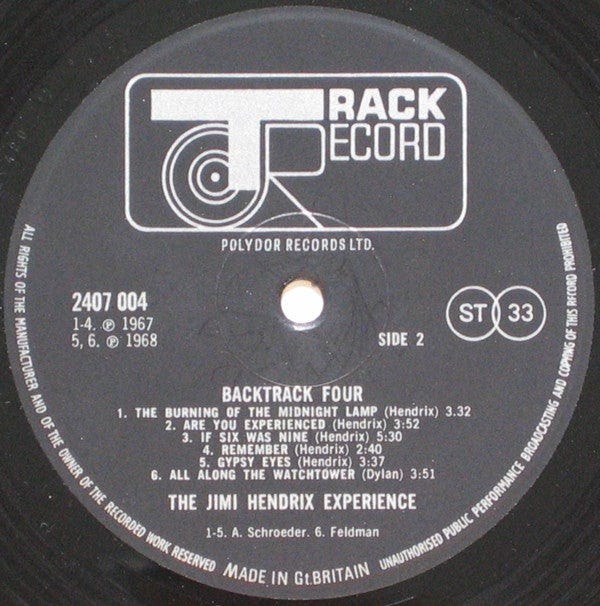 TRACK
RECORD
POLYDOR RECORDS LTD.
2407 004
1-4. ℗ 1967
5, 6. ℗ 1968
SIDE 2
ST 33
BACKTRACK FOUR
1. THE BURNING OF THE MIDNIGHT LAMP (Hendrix) 3.32
2. ARE YOU EXPERIENCED (Hendrix) 3:52
3. IF SIX WAS NINE (Hendrix) 5:30
4. REMEMBER (Hendrix) 2:40
5. GYPSY EYES (Hendrix) 3:37
6. ALL ALONG THE WATCHTOWER (Dylan) 3:51
THE JIMI HENDRIX EXPERIENCE
1-5. A. Schroeder. 6. Feldman
ALL RIGHTS OF THE MANUFACTURER AND OF THE OWNER OF THE RECORDED WORK RESERVED
MADE IN Gt.BRITAIN
UNAUTHORISED PUBLIC PERFORMANCE BROADCASTING AND COPYING OF THIS RECORD PROHIBITED